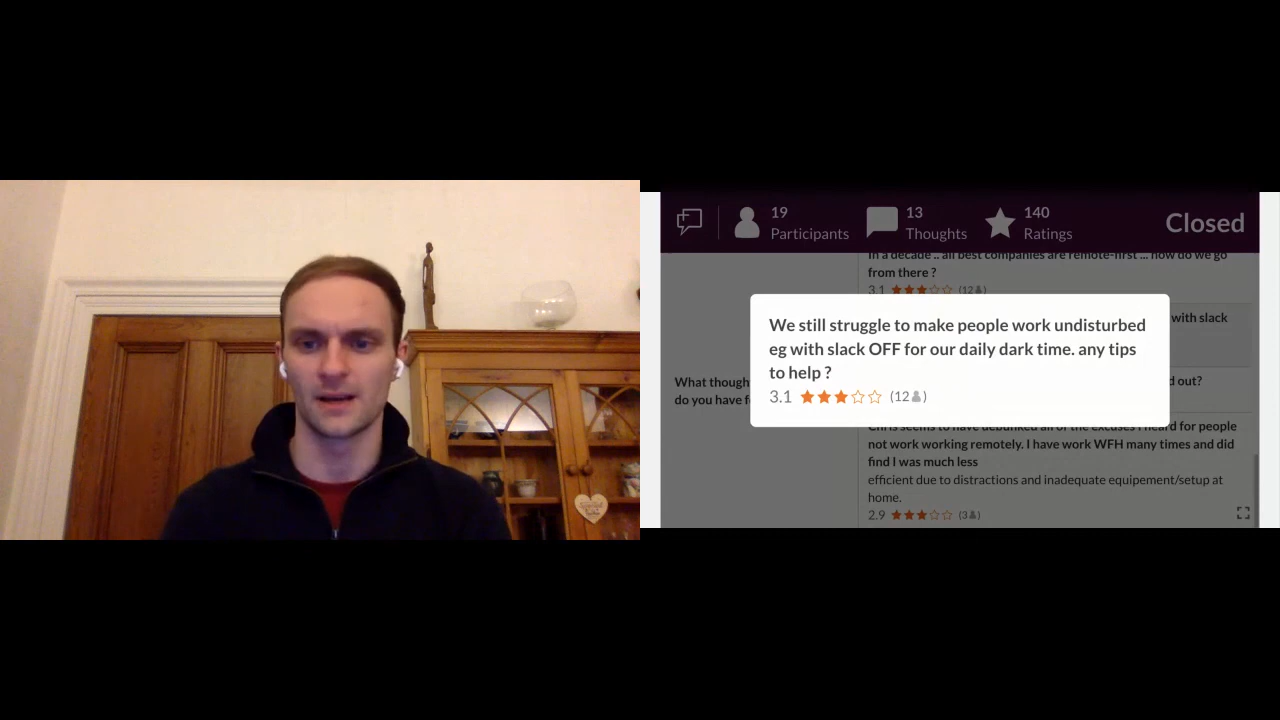 19
Participants
13
Thoughts
140
Ratings
Closed
In a decade .. all best companies are remote-first ... how do we go
from there ?
3.1 (12)
We still struggle to make people work undisturbed
eg with slack OFF for our daily dark time. any tips
to help ?
3.1 (12)
with slack
What though
do you have f
d out?
Chris seems to have debunked all of the excuses I heard for people
not work working remotely. I have work WFH many times and did
find I was much less
efficient due to distractions and inadequate equipement/setup at
home.
2.9 (3)